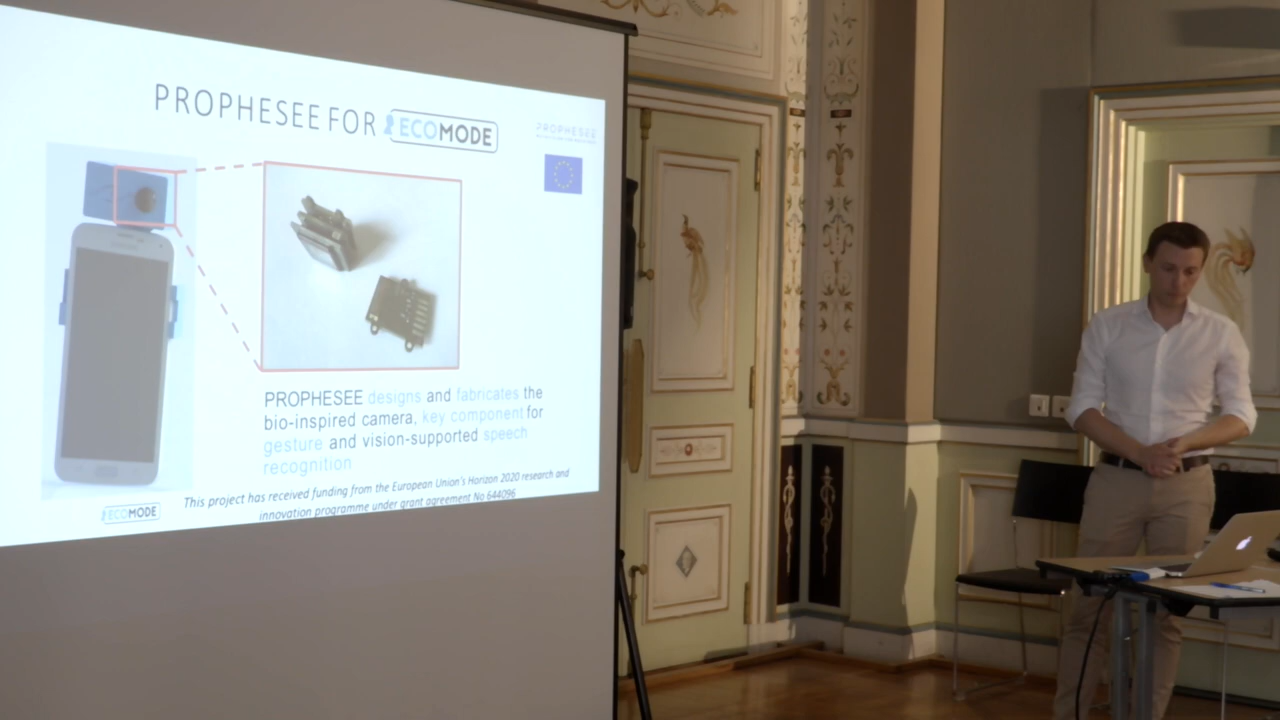 PROPHESEE FOR ECOMODE
PROPHESEE
PROPHESEE designs and fabricates the
bio-inspired camera, key component for
gesture and vision-supported speech
recognition
This project has received funding from the European Union's Horizon 2020 research and
innovation programme under grant agreement No 644096
ECOMODE